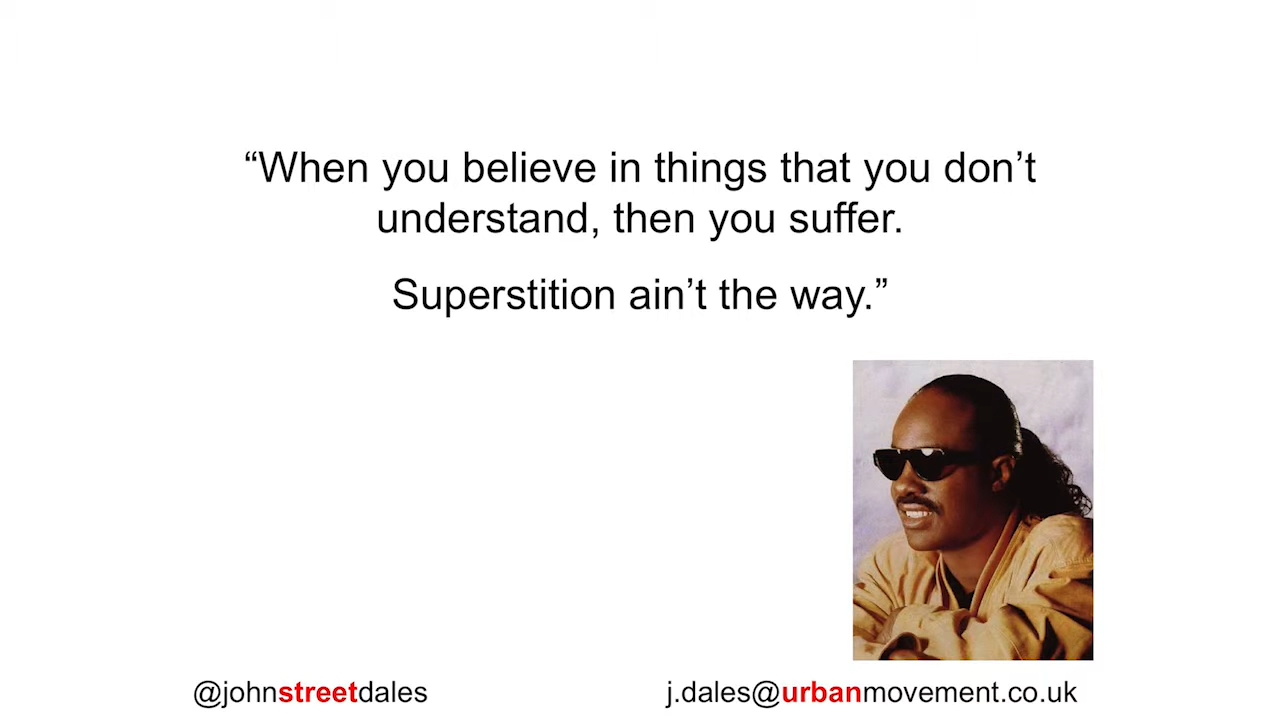 “When you believe in things that you don’t
understand, then you suffer.
Superstition ain’t the way.”
@johnstreetdales
j.dales@urbanmovement.co.uk